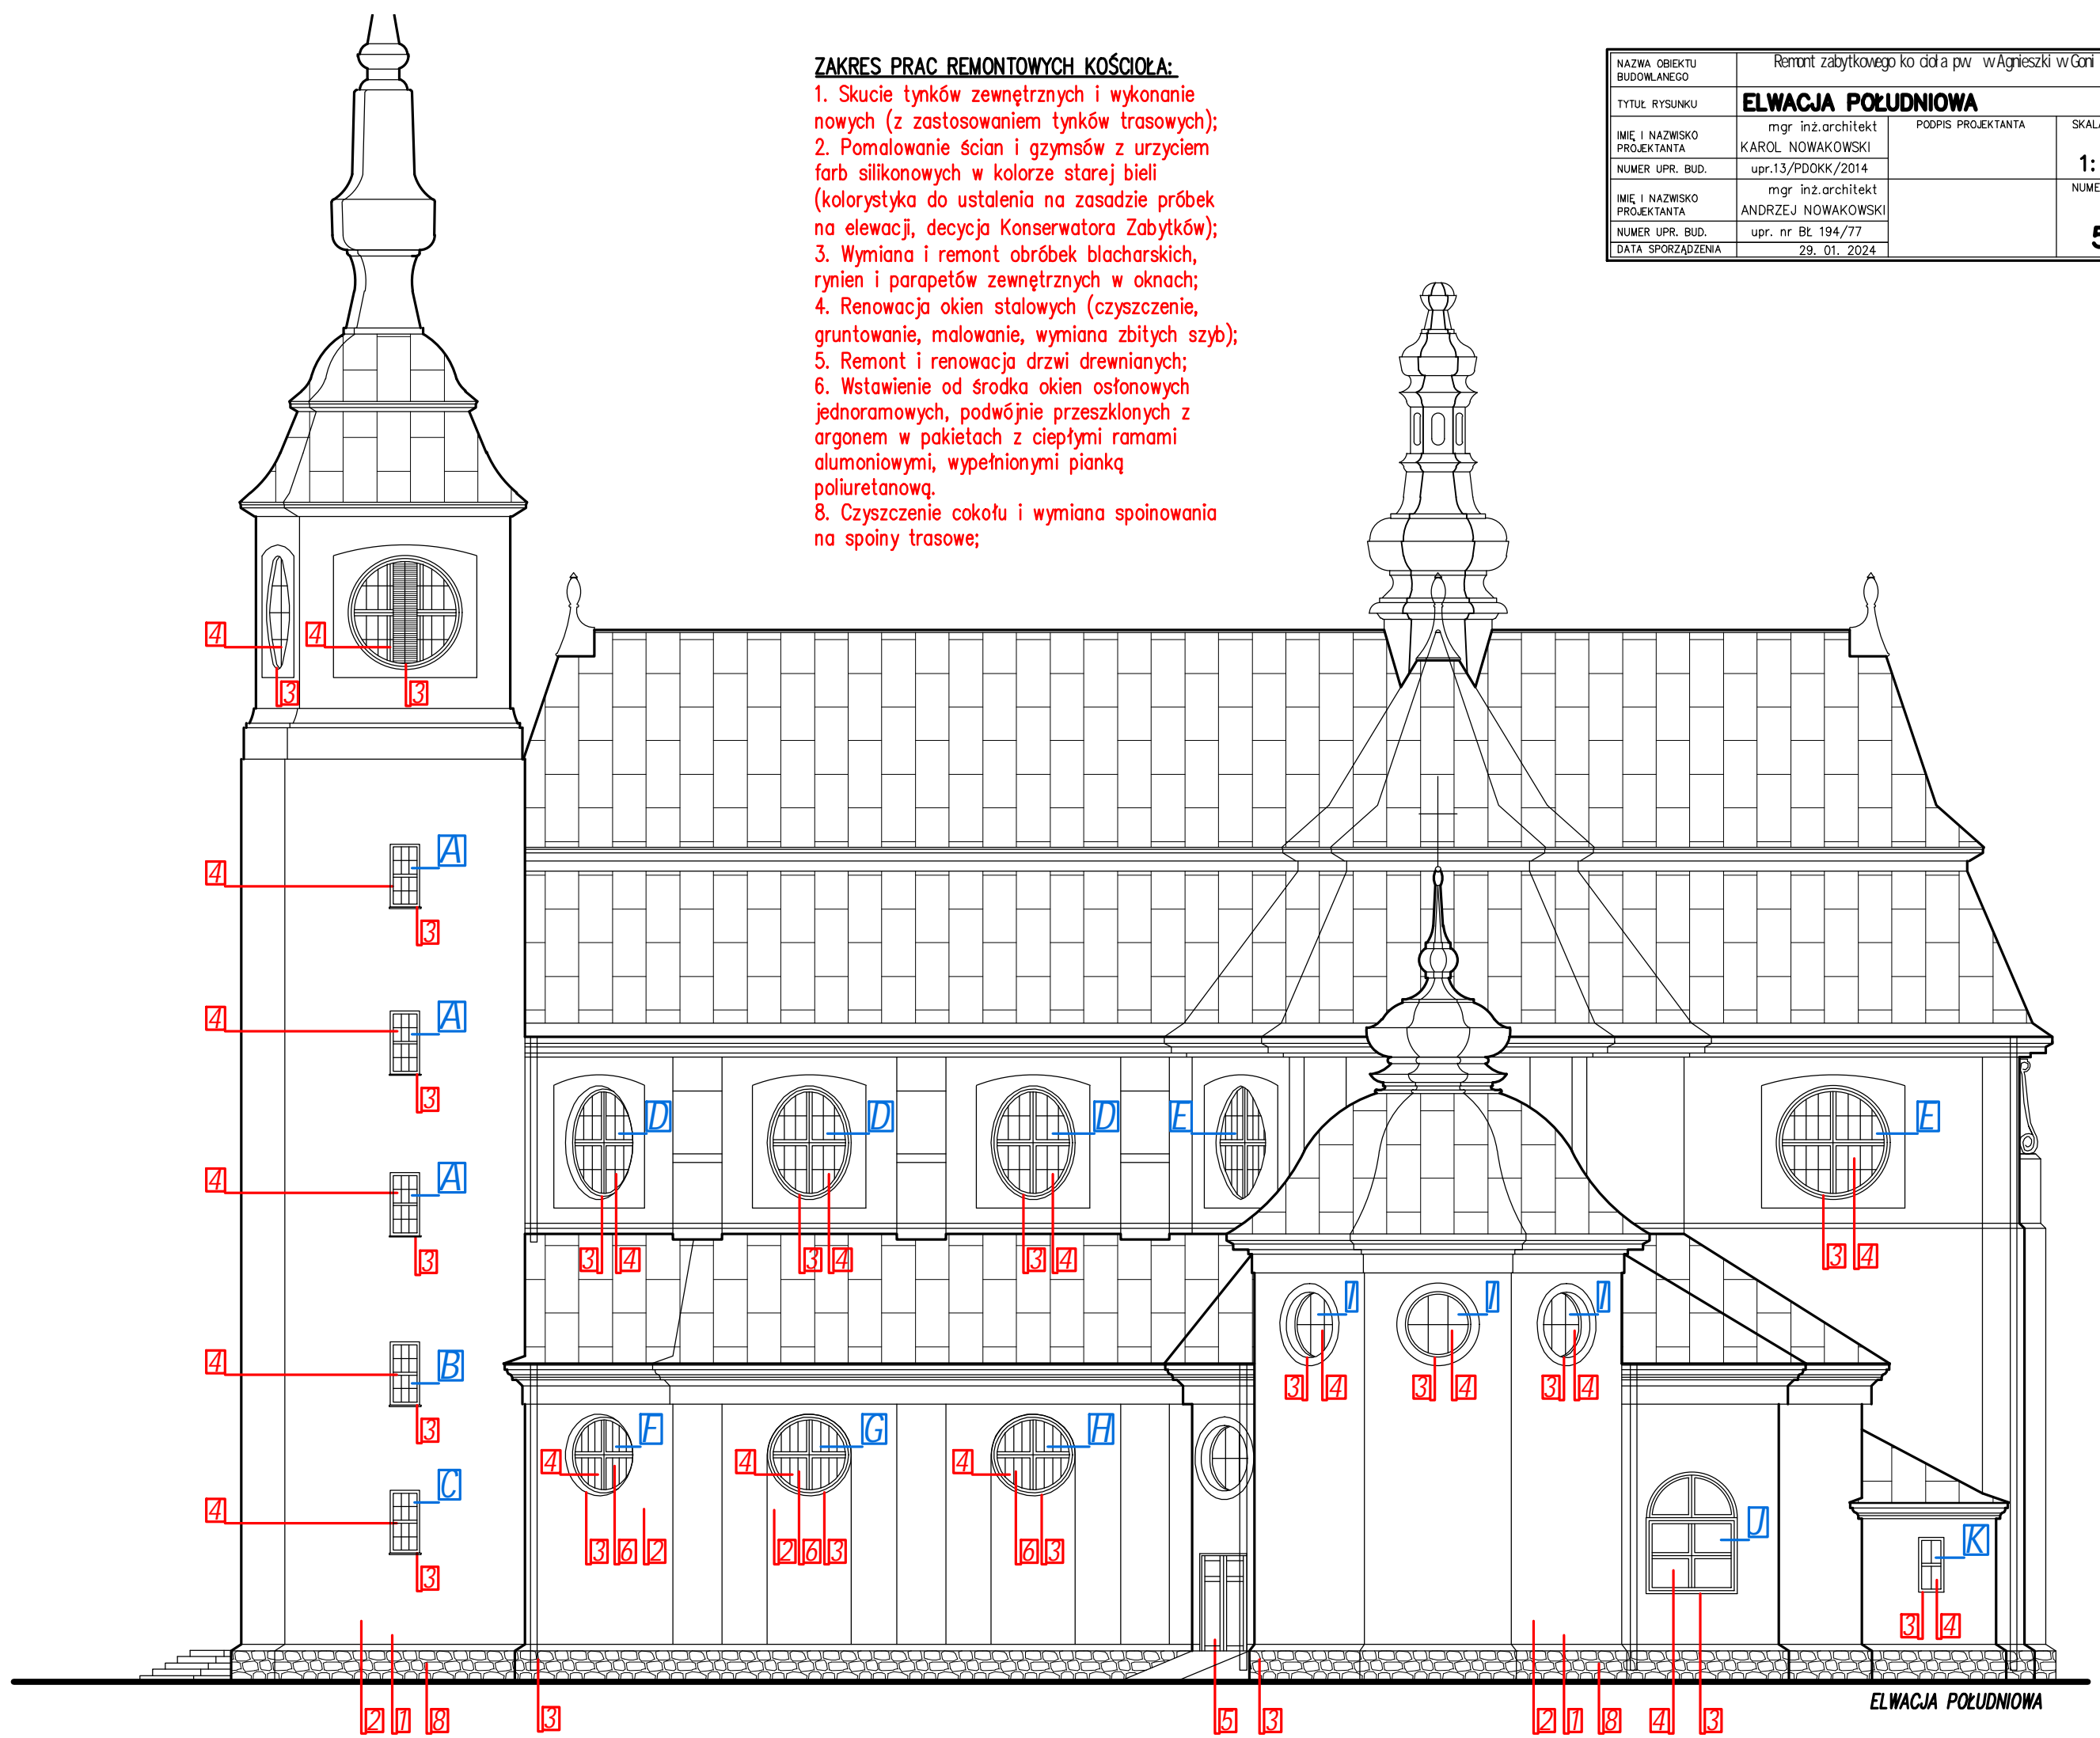 ZAKRES PRAC REMONTOWYCH KOŚCIOŁA:
1. Skucie tynków zewnętrznych i wykonanie
nowych (z zastosowaniem tynków trasowych);
2. Pomalowanie ścian i gzymsów z urzyciem
farb silikonowych w kolorze starej bieli
(kolorystyka do ustalenia na zasadzie próbek
na elewacji, decycja Konserwatora Zabytków);
3. Wymiana i remont obróbek blacharskich,
rynien i parapetów zewnętrznych w oknach;
4. Renowacja okien stalowych (czyszczenie,
gruntowanie, malowanie, wymiana zbitych szyb);
5. Remont i renowacja drzwi drewnianych;
6. Wstawienie od środka okien osłonowych
jednoramowych, podwójnie przeszklonych z
argonem w pakietach z ciepłymi ramami
alumoniowymi, wypełnionymi pianką
poliuretanową.
8. Czyszczenie cokołu i wymiana spoinowania
na spoiny trasowe;
NAZWA OBIEKTU
BUDOWLANEGO
Remont zabytkowego ko cioła pw. w Agnieszki w Goni
TYTUŁ RYSUNKU
ELWACJA POŁUDNIOWA
IMIĘ I NAZWISKO
PROJEKTANTA
mgr inż.architekt
KAROL NOWAKOWSKI
PODPIS PROJEKTANTA
SKAL
1:
NUMER UPR. BUD.
upr.13/PDOKK/2014
IMIĘ I NAZWISKO
PROJEKTANTA
mgr inż.architekt
ANDRZEJ NOWAKOWSKI
NUME
5
NUMER UPR. BUD.
upr. nr BŁ 194/77
DATA SPORZĄDZENIA
29. 01. 2024
4 4
3 3
A
4
3
A
4
3
D D D E E
A
4
3
3 4 3 4 3 4 3 4
I I I
B
4
3
3 4 3 4 3 4
F G H
4 4 4
C
4
3
3 6 2 2 6 3 6 3
J
K
3 4
2 1 8 3 5 3 2 1 8 4 3
ELWACJA POŁUDNIOWA